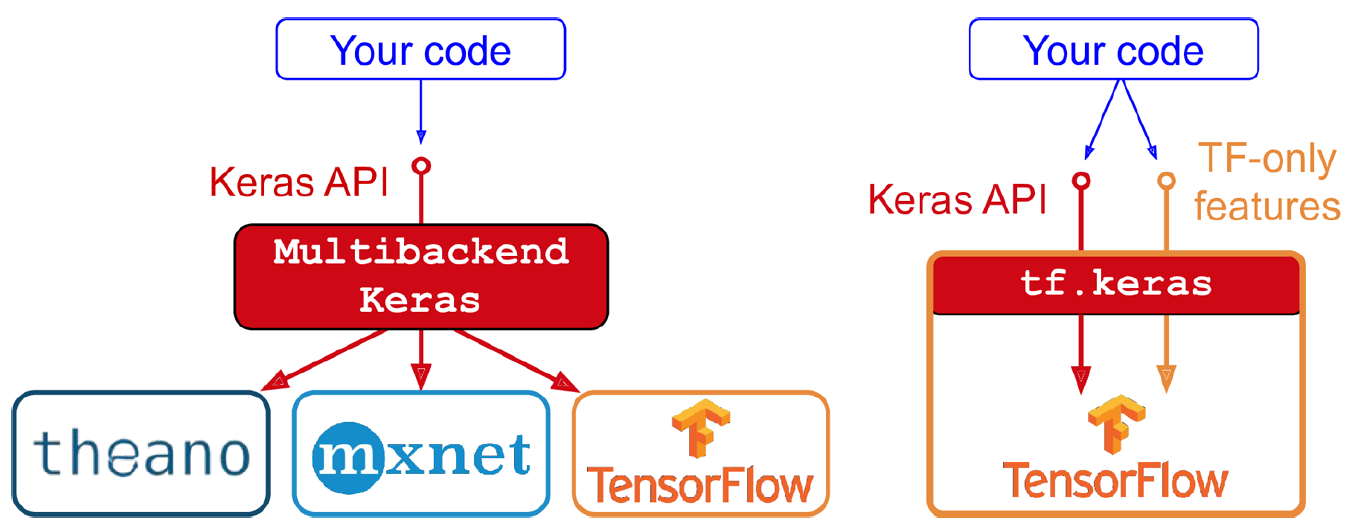 Your code
Keras API
Multibackend
Keras
theano
mxnet
TensorFlow
Your code
Keras API
TF-only
features
tf.keras
TensorFlow